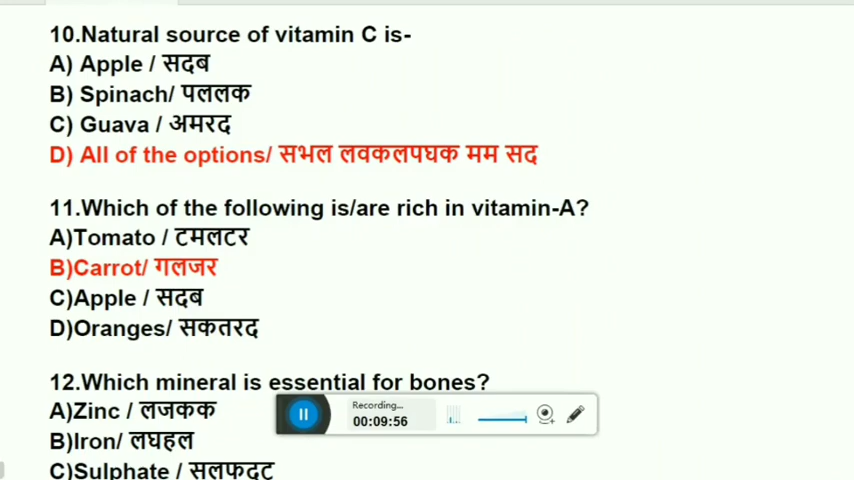 10.Natural source of vitamin C is-
A) Apple / सदब
B) Spinach/ पललक
C) Guava / अमरद
D) All of the options/ सभल लवकलपघक मम सद
11.Which of the following is/are rich in vitamin-A?
A)Tomato / टमलटर
B)Carrot/ गलजर
C)Apple / सदब
D)Oranges/ सकतरद
12.Which mineral is essential for bones?
A)Zinc / लजकक
B)Iron/ लघहल
C)Sulphate / सलफदट
Recording...
00:09:56